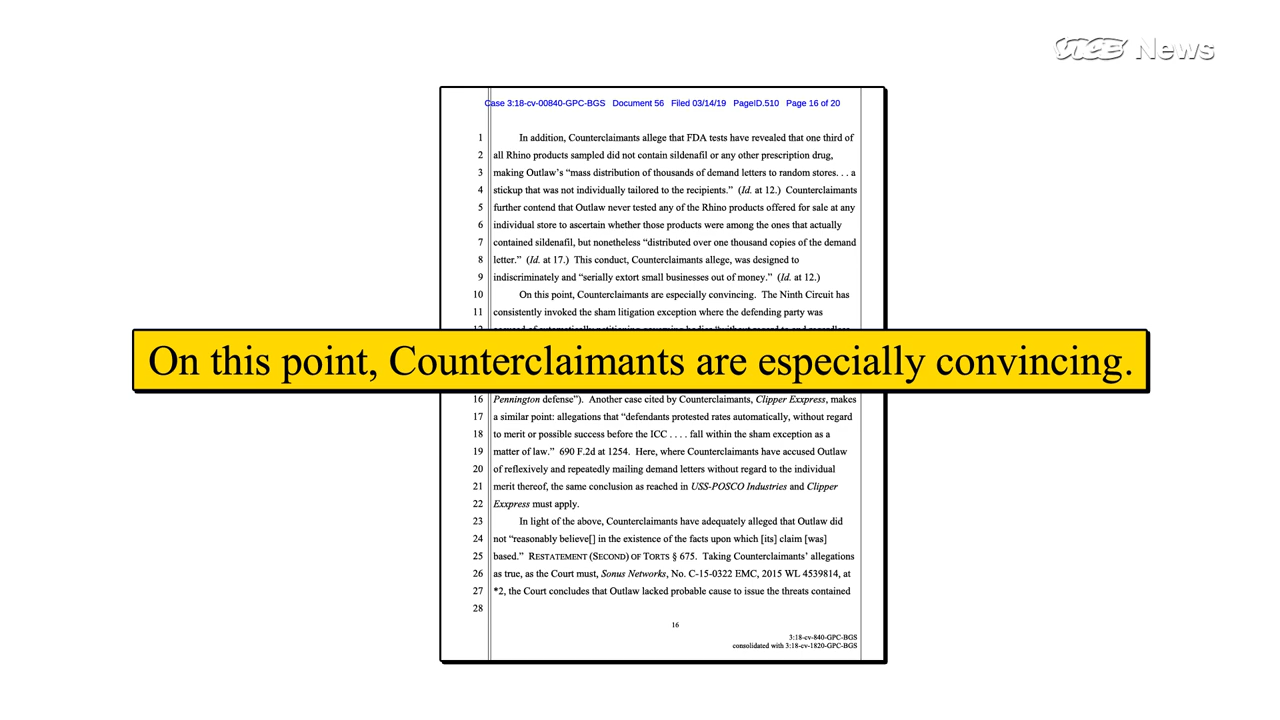 VICE News
Case 3:18-cv-00840-GPC-BGS Document 56 Filed 03/14/19 PageID.510 Page 16 of 20
1 In addition, Counterclaimants allege that FDA tests have revealed that one third of
2 all Rhino products sampled did not contain sildenafil or any other prescription drug,
3 making Outlaw’s “mass distribution of thousands of demand letters to random stores. . . a
4 stickup that was not individually tailored to the recipients.” (Id. at 12.) Counterclaimants
5 further contend that Outlaw never tested any of the Rhino products offered for sale at any
6 individual store to ascertain whether those products were among the ones that actually
7 contained sildenafil, but nonetheless “distributed over one thousand copies of the demand
8 letter.” (Id. at 17.) This conduct, Counterclaimants allege, was designed to
9 indiscriminately and “serially extort small businesses out of money.” (Id. at 12.)
10 On this point, Counterclaimants are especially convincing. The Ninth Circuit has
11 consistently invoked the sham litigation exception where the defending party was
On this point, Counterclaimants are especially convincing.
16 Pennington defense”). Another case cited by Counterclaimants, Clipper Exxpress, makes
17 a similar point: allegations that “defendants protested rates automatically, without regard
18 to merit or possible success before the ICC . . . . fall within the sham exception as a
19 matter of law.” 690 F.2d at 1254. Here, where Counterclaimants have accused Outlaw
20 of reflexively and repeatedly mailing demand letters without regard to the individual
21 merit thereof, the same conclusion as reached in USS-POSCO Industries and Clipper
22 Exxpress must apply.
23 In light of the above, Counterclaimants have adequately alleged that Outlaw did
24 not “reasonably believe[] in the existence of the facts upon which [its] claim [was]
25 based.” RESTATEMENT (SECOND) OF TORTS § 675. Taking Counterclaimants’ allegations
26 as true, as the Court must, Sonus Networks, No. C-15-0322 EMC, 2015 WL 4539814, at
27 *2, the Court concludes that Outlaw lacked probable cause to issue the threats contained
28
16
3:18-cv-840-GPC-BGS
consolidated with 3:18-cv-1820-GPC-BGS